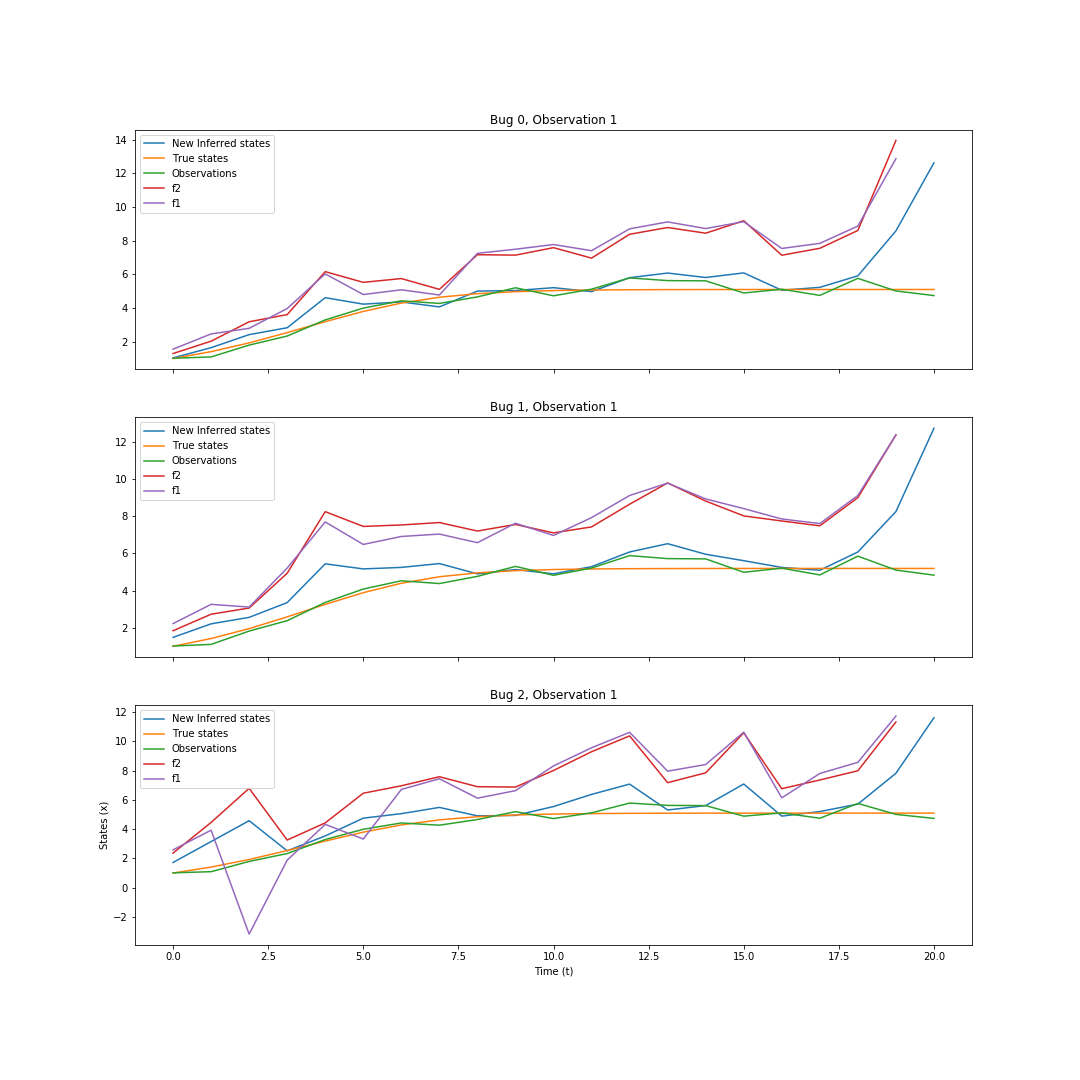 Bug 0, Observation 1
14
12
10
8
6
4
2
New Inferred states
True states
Observations
f2
f1
Bug 1, Observation 1
12
10
8
6
4
2
New Inferred states
True states
Observations
f2
f1
Bug 2, Observation 1
12
10
8
6
4
2
0
−2
States (x)
New Inferred states
True states
Observations
f2
f1
0.0 2.5 5.0 7.5 10.0 12.5 15.0 17.5 20.0
Time (t)